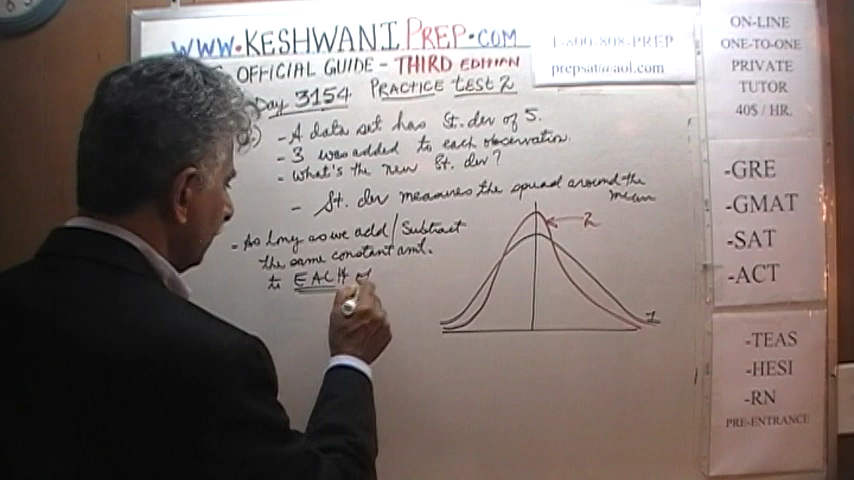 WWW.KESHWANIPREP.COM
1-800-808-PREP
prepsat@aol.com
OFFICIAL GUIDE - THIRD EDITION
Day 3154 PRACTICE TEST 2
- A data set has St. dev of 5.
- 3 was added to each observation.
- What's the new St. dev?
- St. dev measures the spread around the
mean
- As long as we add/Subtract
the same constant amt.
to EACH
2
1
ON-LINE
ONE-TO-ONE
PRIVATE
TUTOR
40$ / HR.
-GRE
-GMAT
-SAT
-ACT
-TEAS
-HESI
-RN
PRE-ENTRANCE